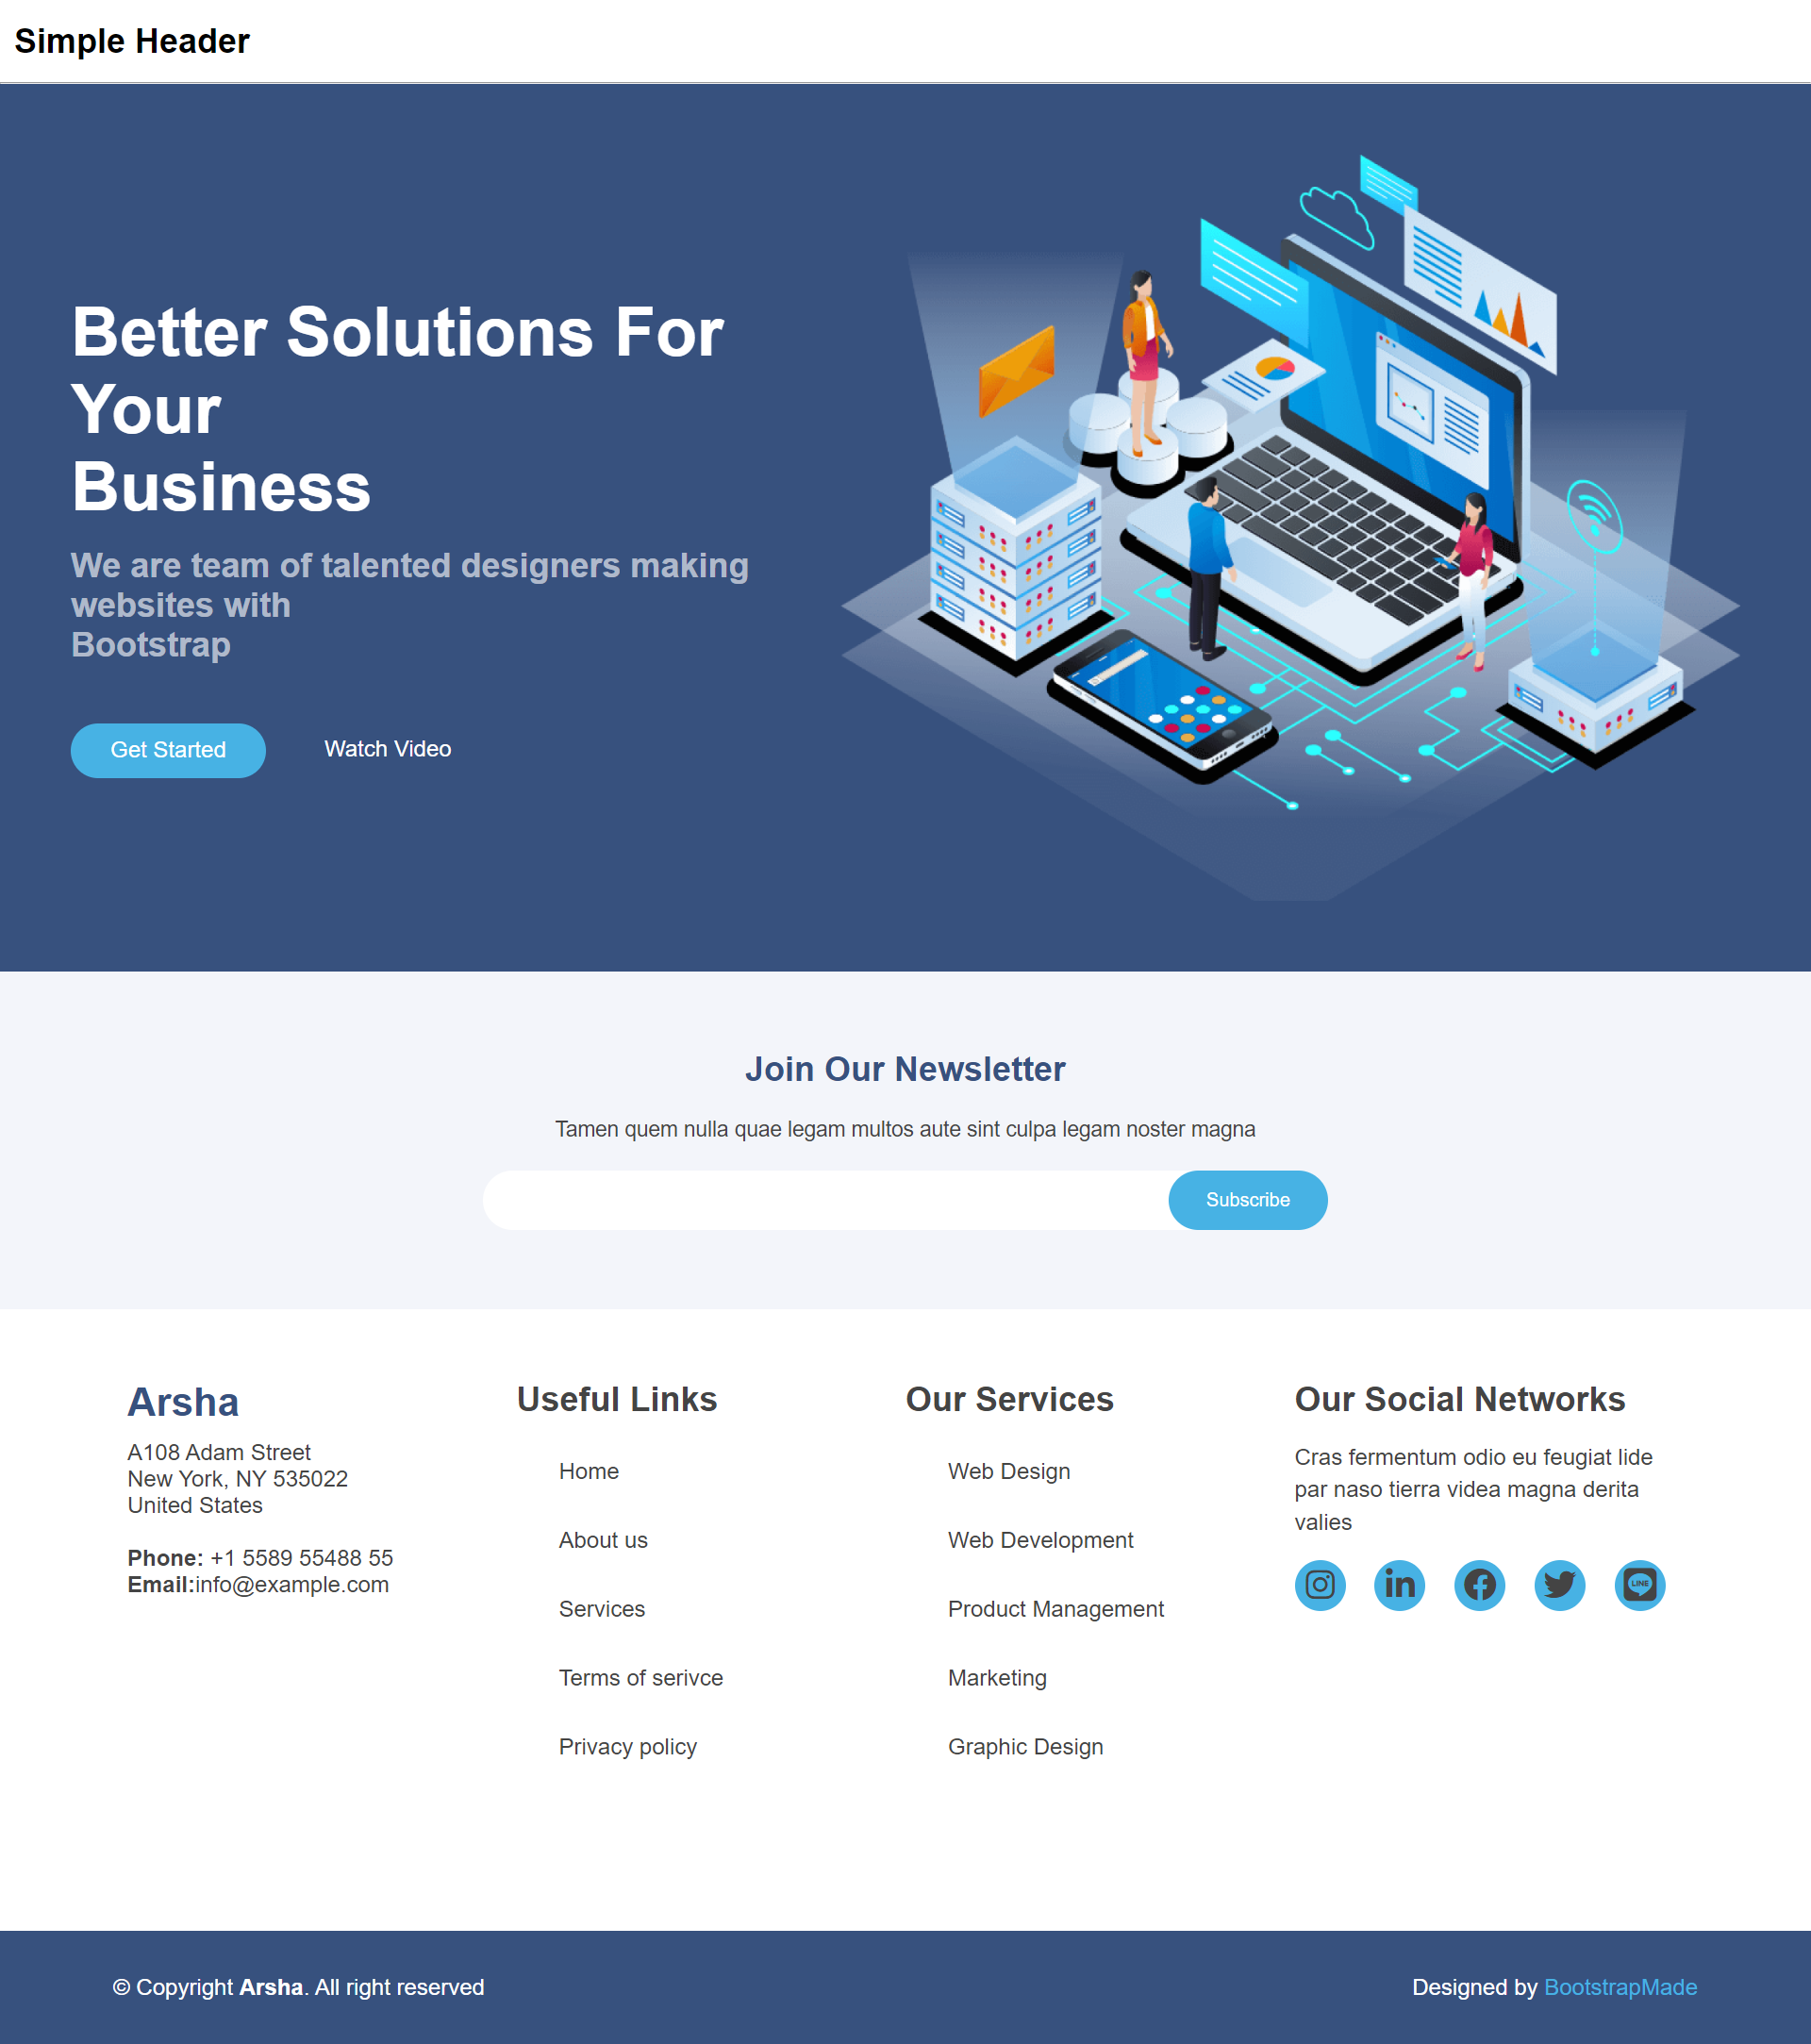 Simple Header
Better Solutions For
Your
Business
We are team of talented designers making
websites with
Bootstrap
Get Started
Watch Video
Join Our Newsletter
Tamen quem nulla quae legam multos aute sint culpa legam noster magna
Subscribe
Arsha
A108 Adam Street
New York, NY 535022
United States
Phone: +1 5589 55488 55
Email:info@example.com
Useful Links
Home
About us
Services
Terms of serivce
Privacy policy
Our Services
Web Design
Web Development
Product Management
Marketing
Graphic Design
Our Social Networks
Cras fermentum odio eu feugiat lide
par naso tierra videa magna derita
valies
in
LINE
© Copyright Arsha. All right reserved
Designed by BootstrapMade